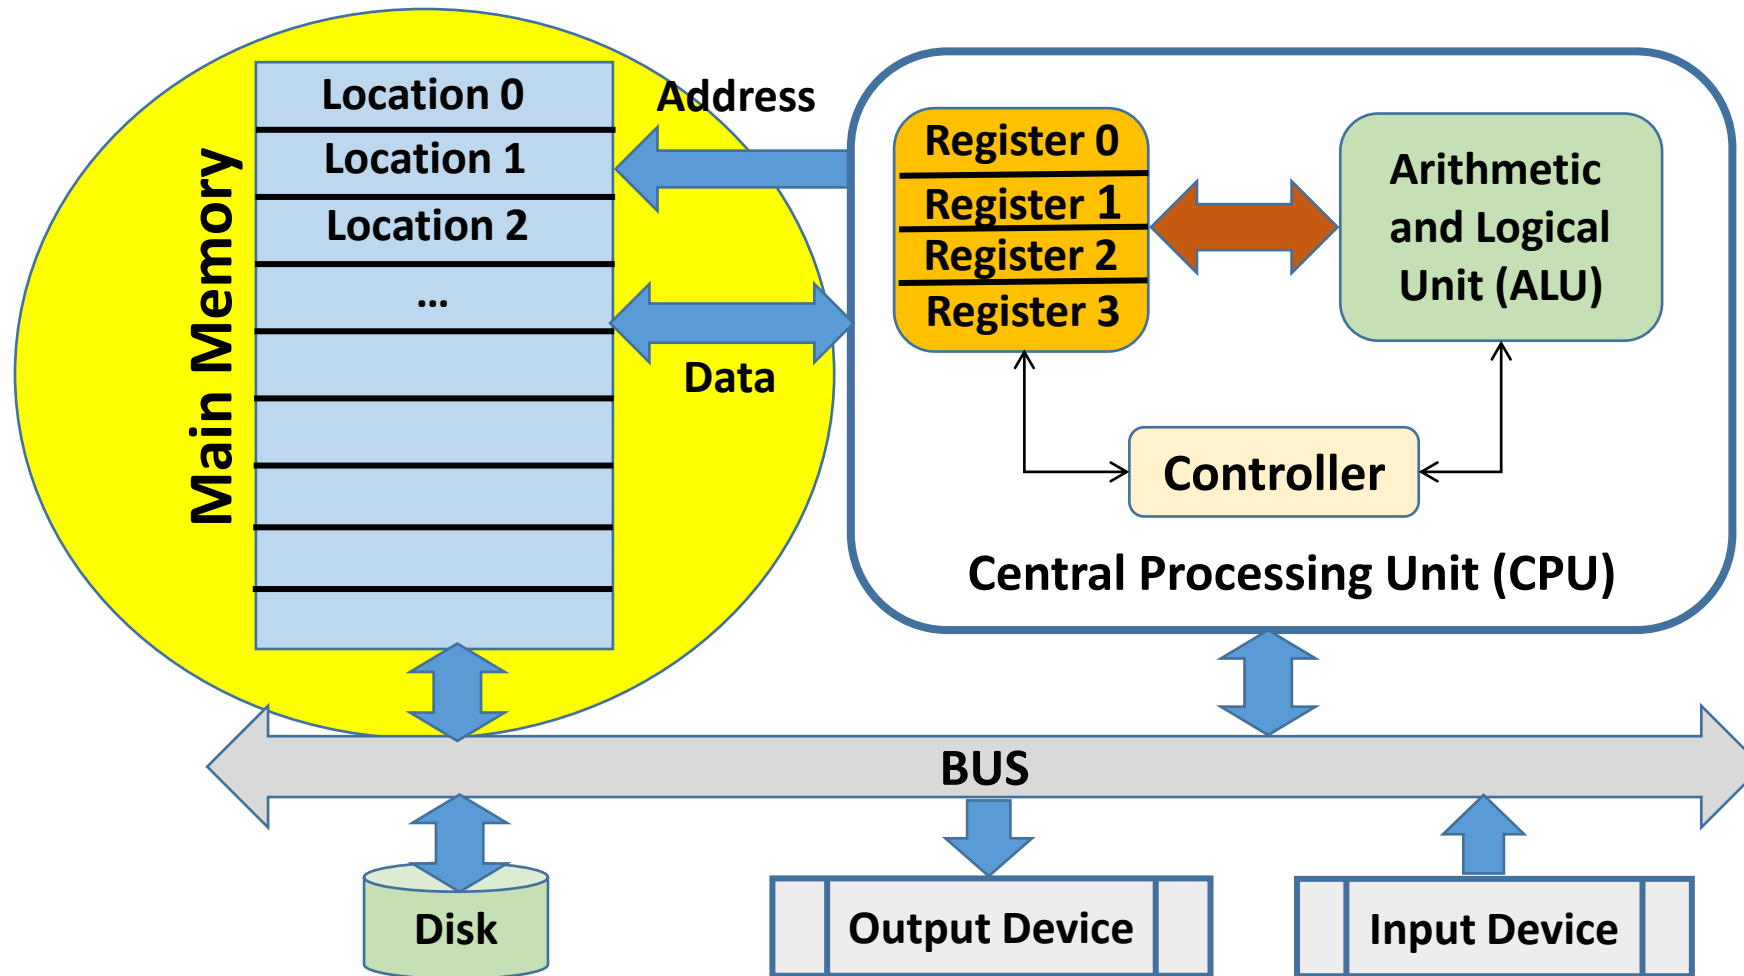 Main Memory
Location 0
Location 1
Location 2
...
Address
Data
Register 0
Register 1
Register 2
Register 3
Arithmetic
and Logical
Unit (ALU)
Controller
Central Processing Unit (CPU)
BUS
Disk
Output Device
Input Device